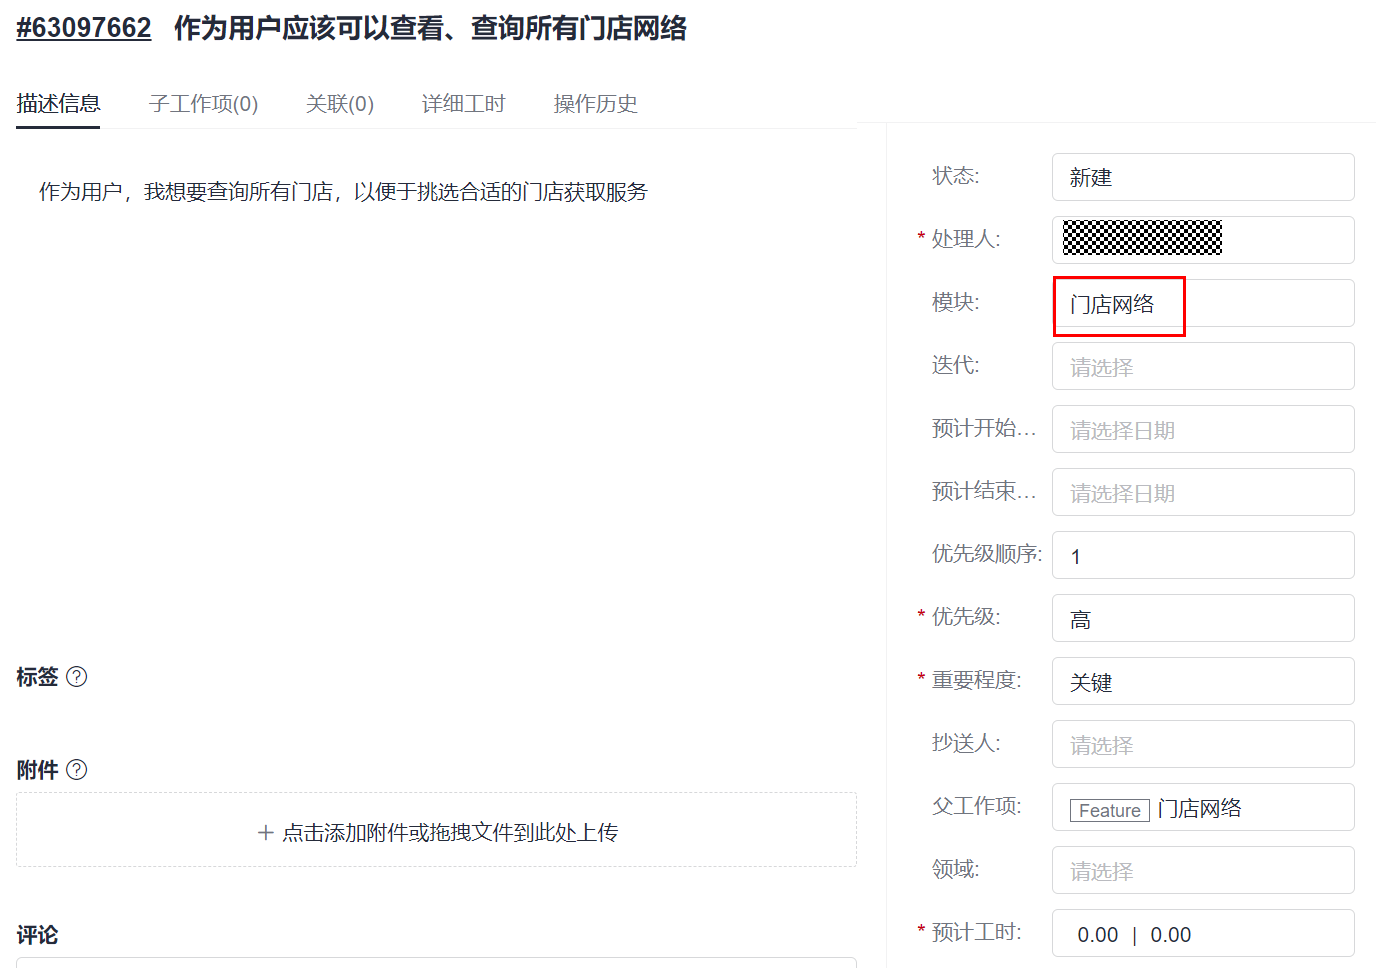 #63097662 作为用户应该可以查看、查询所有门店网络
描述信息 子工作项(0) 关联(0) 详细工时 操作历史
作为用户，我想要查询所有门店，以便于挑选合适的门店获取服务
标签 ?
附件 ?
+ 点击添加附件或拖拽文件到此处上传
评论
状态: 新建
* 处理人:
模块: 门店网络
迭代: 请选择
预计开始... 请选择日期
预计结束... 请选择日期
优先级顺序: 1
* 优先级: 高
* 重要程度: 关键
抄送人: 请选择
父工作项: Feature 门店网络
领域: 请选择
* 预计工时: 0.00 | 0.00